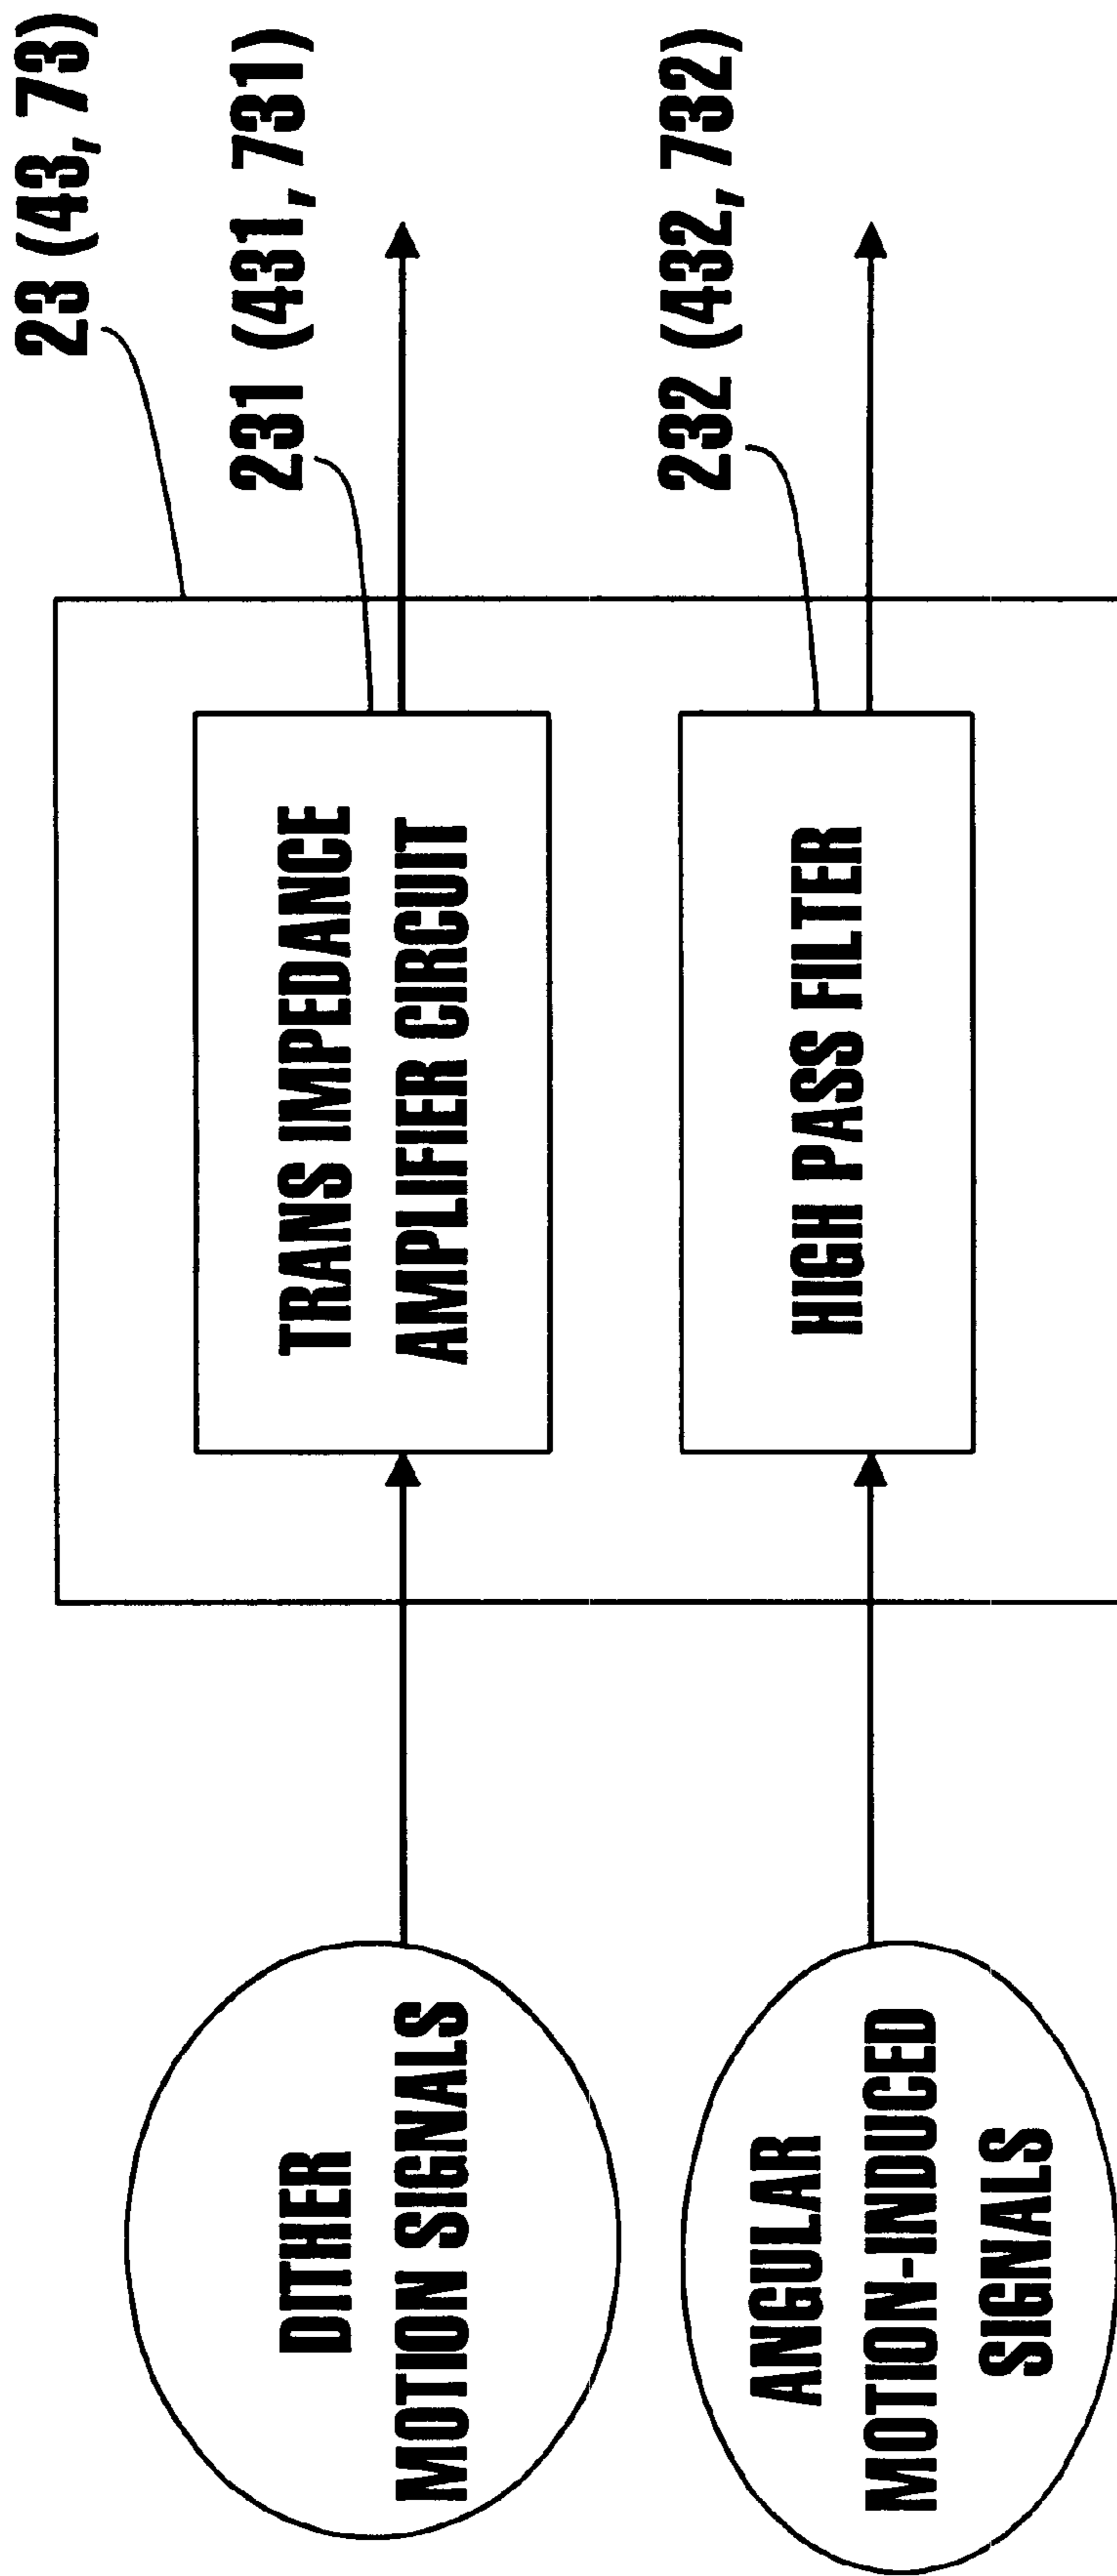 23 (43, 73)
231 (431, 731)
232 (432, 732)
TRANS IMPEDANCE
AMPLIFIER CIRCUIT
HIGH PASS FILTER
DITHER
MOTION SIGNALS
ANGULAR
MOTION-INDUCED
SIGNALS